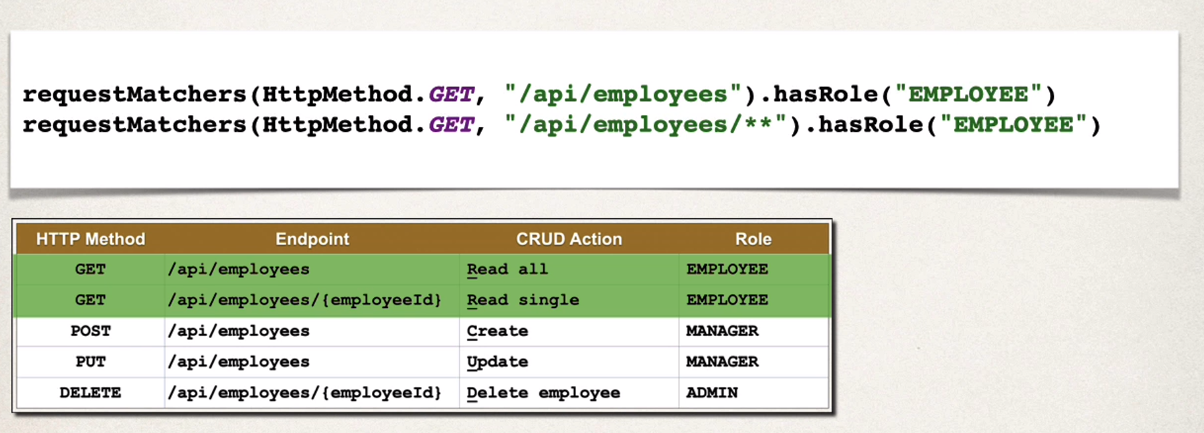 requestMatchers(HttpMethod.GET, "/api/employees").hasRole("EMPLOYEE")
requestMatchers(HttpMethod.GET, "/api/employees/**").hasRole("EMPLOYEE")
HTTP Method Endpoint CRUD Action Role
GET /api/employees Read all EMPLOYEE
GET /api/employees/{employeeId} Read single EMPLOYEE
POST /api/employees Create MANAGER
PUT /api/employees Update MANAGER
DELETE /api/employees/{employeeId} Delete employee ADMIN